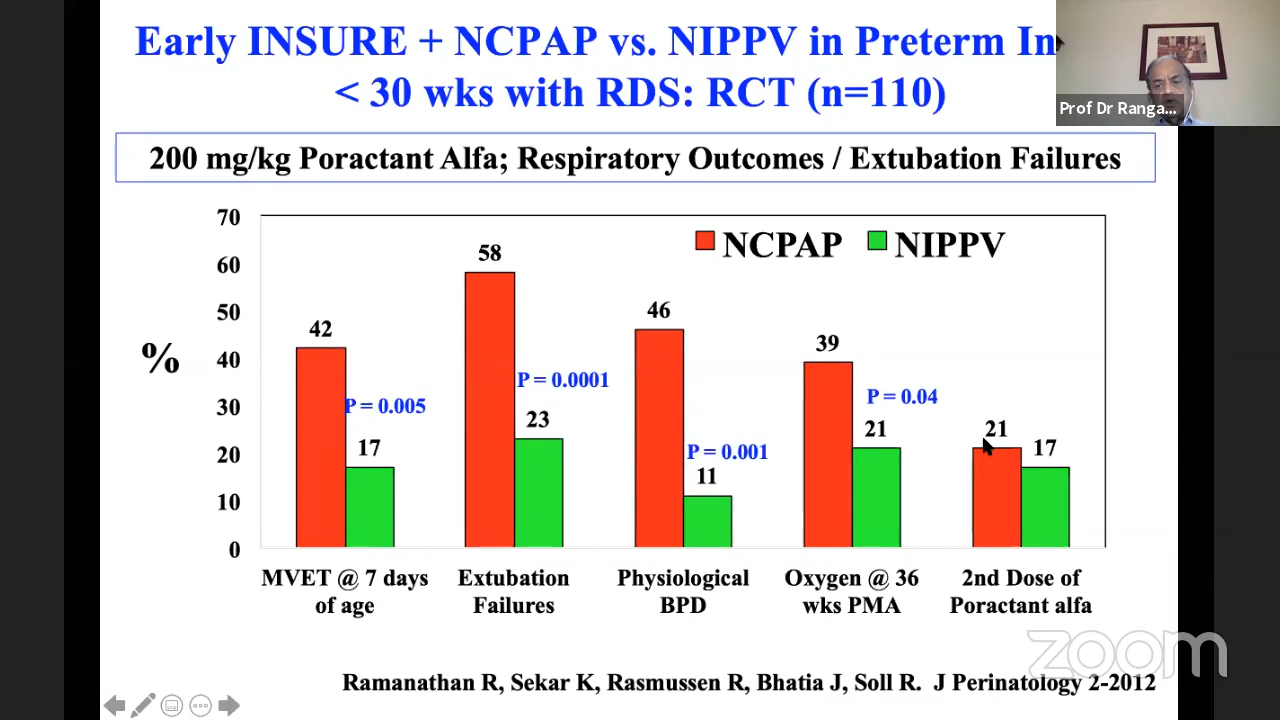 Early INSURE + NCPAP vs. NIPPV in Preterm In
< 30 wks with RDS: RCT (n=110)
Prof Dr Ranga...
200 mg/kg Poractant Alfa; Respiratory Outcomes / Extubation Failures
NCPAP NIPPV
%
70
60
50
40
30
20
10
0
42
P = 0.005
17
58
P = 0.0001
23
46
P = 0.001
11
39
P = 0.04
21
21
17
MVET @ 7 days
of age
Extubation
Failures
Physiological
BPD
Oxygen @ 36
wks PMA
2nd Dose of
Poractant alfa
zoom
Ramanathan R, Sekar K, Rasmussen R, Bhatia J, Soll R. J Perinatology 2-2012